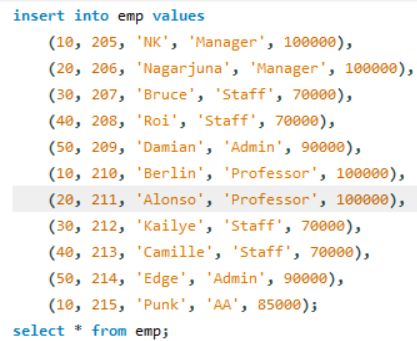 insert into emp values
(10, 205, 'NK', 'Manager', 100000),
(20, 206, 'Nagarjuna', 'Manager', 100000),
(30, 207, 'Bruce', 'Staff', 70000),
(40, 208, 'Roi', 'Staff', 70000),
(50, 209, 'Damian', 'Admin', 90000),
(10, 210, 'Berlin', 'Professor', 100000),
(20, 211, 'Alonso', 'Professor', 100000),
(30, 212, 'Kailye', 'Staff', 70000),
(40, 213, 'Camille', 'Staff', 70000),
(50, 214, 'Edge', 'Admin', 90000),
(10, 215, 'Punk', 'AA', 85000);
select * from emp;